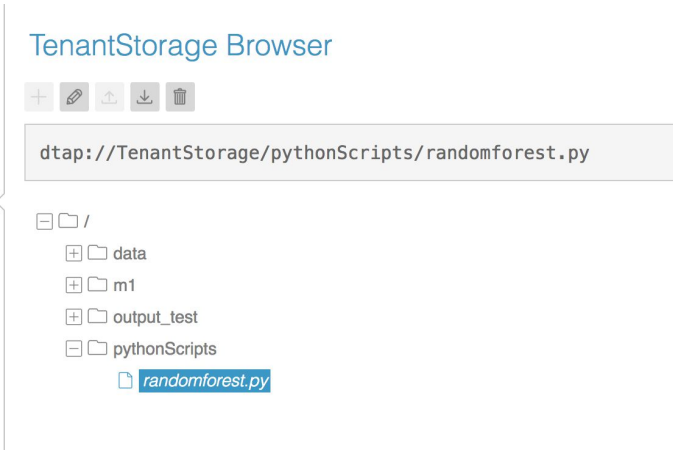 TenantStorage Browser
dtap://TenantStorage/pythonScripts/randomforest.py
/
data
m1
output_test
pythonScripts
randomforest.py